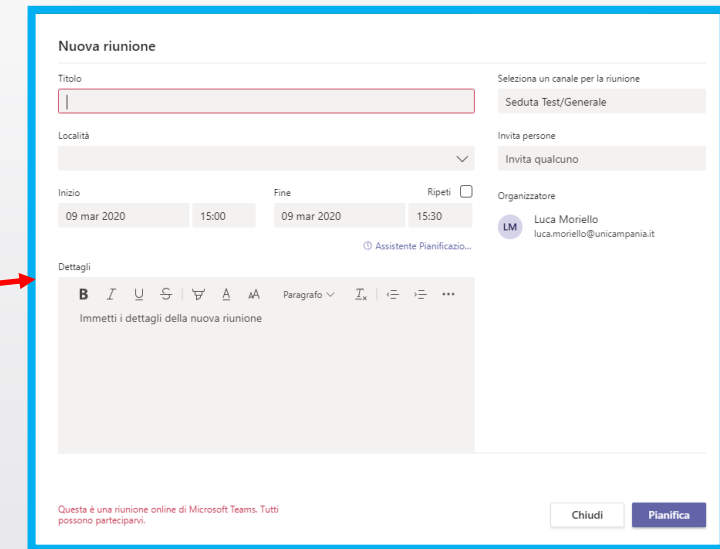 Nuova riunione
Titolo
Località
Inizio
Fine
Ripeti
09 mar 2020
15:00
09 mar 2020
15:30
Assistente Pianificazio...
Dettagli
B I U S A AA Paragrafo Ix
Immetti i dettagli della nuova riunione
Seleziona un canale per la riunione
Seduta Test/Generale
Invita persone
Invita qualcuno
Organizzatore
LM
Luca Moriello
luca.moriello@unicampania.it
Questa è una riunione online di Microsoft Teams. Tutti
possono parteciparvi.
Chiudi
Pianifica